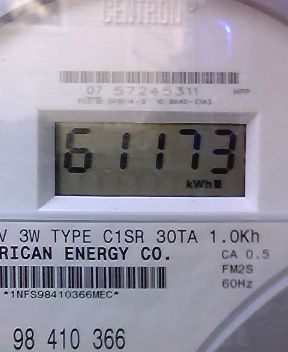 CENTRON
07 57245311
HPP
61173
kWh
V 3W TYPE C1SR 30TA 1.0Kh
RICAN ENERGY CO.
CA 0.5
FM2S
60Hz
*1NFS98410366MEC*
98 410 366